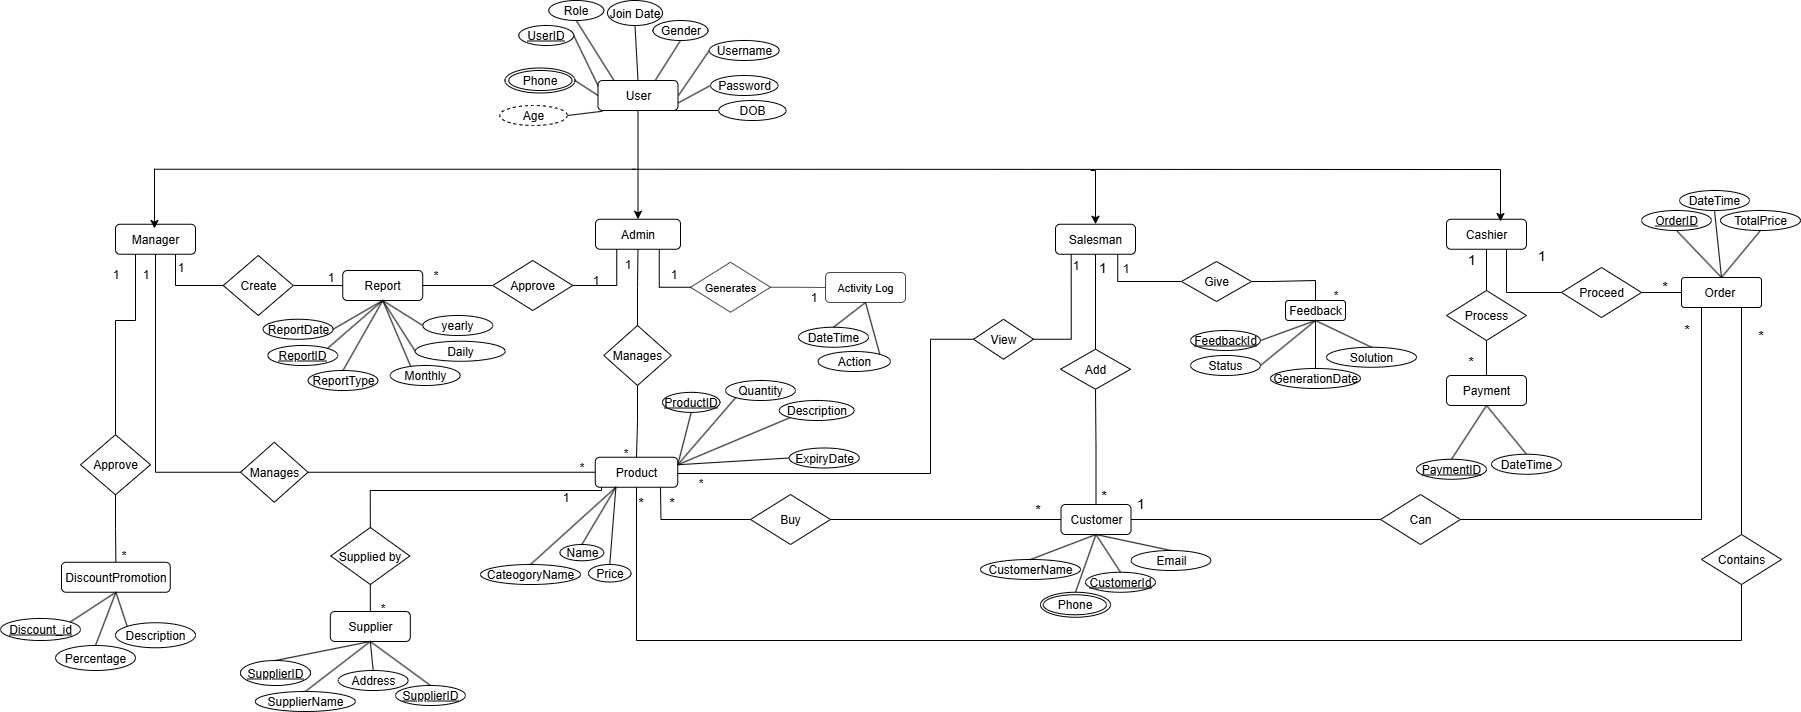 Role
Join Date
UserID
Gender
Username
Phone
Password
User
Age
DOB
Manager
Admin
Salesman
Cashier
DateTime
OrderID
TotalPrice
1
1
1
1
1
1
1
1
1
1
1
Create
1
Report
*
Approve
1
Generates
1
Activity Log
Give
*
Feedback
Proceed
*
Order
ReportDate
yearly
ReportID
Daily
ReportType
Monthly
DateTime
Action
Manages
View
Add
FeedbackId
Status
GenerationDate
Solution
Process
*
Payment
*
*
ProductID
Quantity
Description
ExpiryDate
PaymentID
DateTime
Approve
Manages
*
*
Product
*
1
*
*
Buy
*
*
Customer
1
Can
CateogoryName
Name
Price
Supplied by
CustomerName
Email
CustomerId
Phone
Contains
*
DiscountPromotion
Discount_id
Description
Percentage
*
Supplier
SupplierID
Address
SupplierName
SupplierID